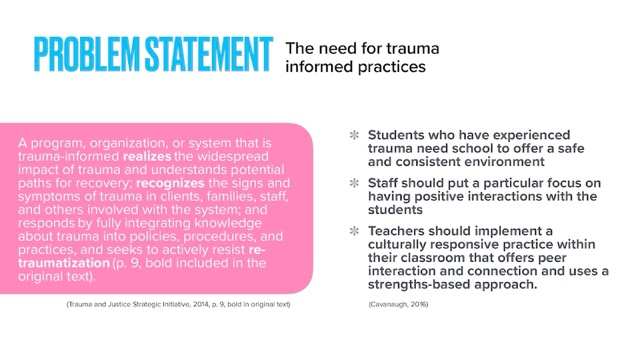 PROBLEM STATEMENT
The need for trauma
informed practices
A program, organization, or system that is
trauma-informed realizes the widespread
impact of trauma and understands potential
paths for recovery; recognizes the signs and
symptoms of trauma in clients, families, staff,
and others involved with the system; and
responds by fully integrating knowledge
about trauma into policies, procedures, and
practices, and seeks to actively resist re-
traumatization (p. 9, bold included in the
original text).
(Trauma and Justice Strategic Initiative, 2014, p. 9, bold in original text)
✻ Students who have experienced
trauma need school to offer a safe
and consistent environment
✻ Staff should put a particular focus on
having positive interactions with the
students
✻ Teachers should implement a
culturally responsive practice within
their classroom that offers peer
interaction and connection and uses a
strengths-based approach.
(Cavanaugh, 2016)